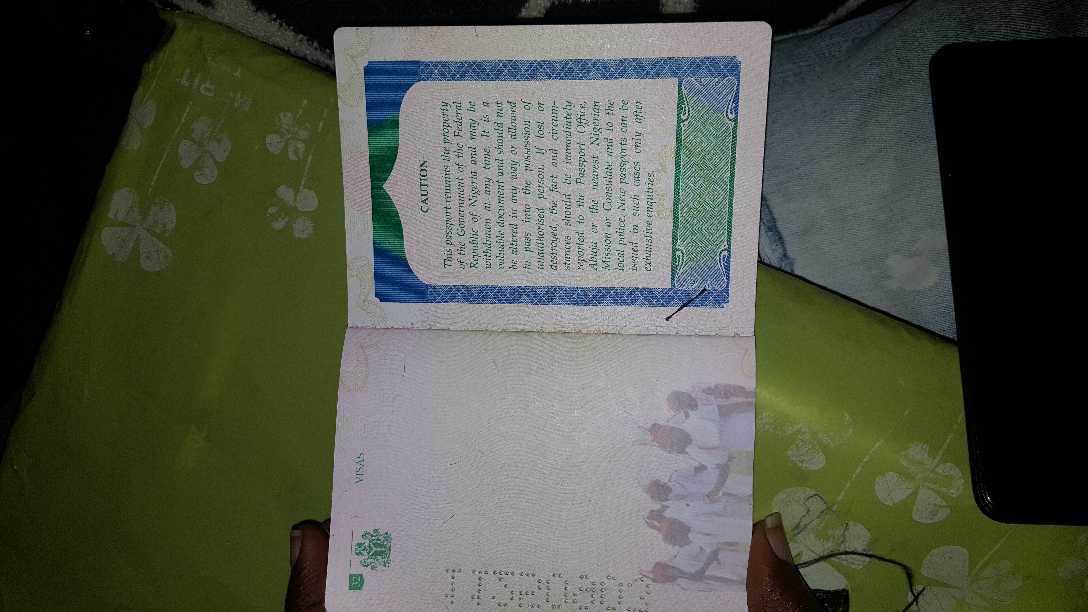 32
VISAS
CAUTION
This passport remains the property
of the Government of the Federal
Republic of Nigeria and may be
withdrawn at any time. It is a
valuable document and should not
be altered in any way or allowed
to pass into the possession of
unauthorised person. If lost or
destroyed, the fact and circum-
stances should be immediately
reported to the Passport Office,
Abuja or the nearest Nigerian
Mission or Consulate and to the
local police. New passports can be
issued in such cases only after
exhaustive enquiries.